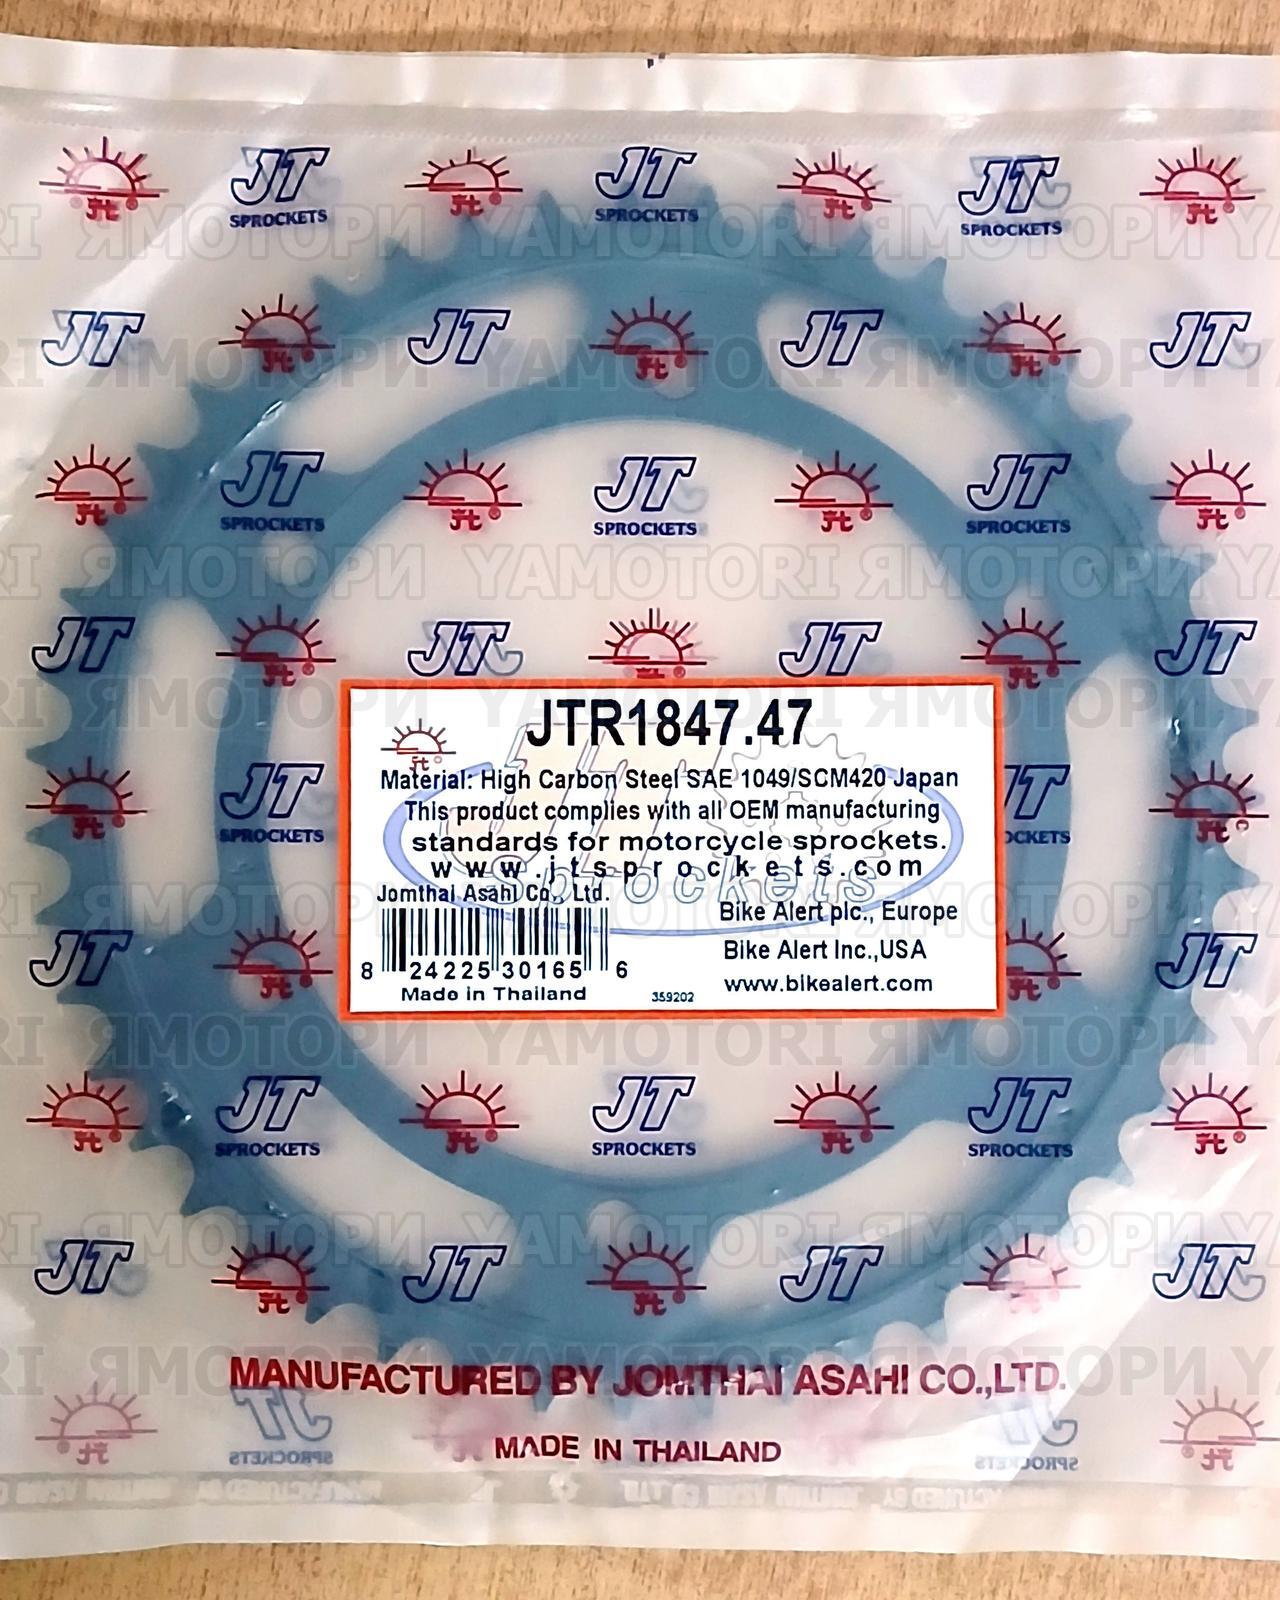 JT
SPROCKETS
JTR1847.47
Material: High Carbon Steel SAE 1049/SCM420 Japan
This product complies with all OEM manufacturing
standards for motorcycle sprockets.
www.jtsprockets.com
Jomthai Asahi Co., Ltd.
Bike Alert plc., Europe
Bike Alert Inc.,USA
www.bikealert.com
8 24225 30165 6
Made in Thailand
359202
MANUFACTURED BY JOMTHAI ASAHI CO.,LTD.
MADE IN THAILAND
YAMOTORI ЯМОТОРИ